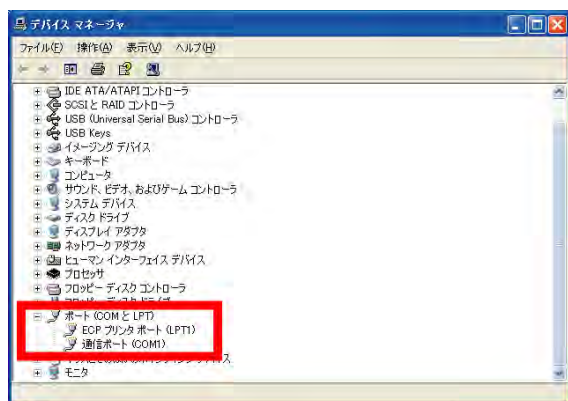 デバイス マネージャ
ファイル(F) 操作(A) 表示(V) ヘルプ(H)
IDE ATA/ATAPI コントローラ
SCSI と RAID コントローラ
USB (Universal Serial Bus) コントローラ
USB Keys
イメージング デバイス
キーボード
コンピュータ
サウンド、ビデオ、およびゲーム コントローラ
システム デバイス
ディスク ドライブ
ディスプレイ アダプタ
ネットワーク アダプタ
ヒューマン インターフェイス デバイス
プロセッサ
フロッピー ディスク コントローラ
ポート (COM と LPT)
ECP プリンタ ポート (LPT1)
通信ポート (COM1)
モニタ